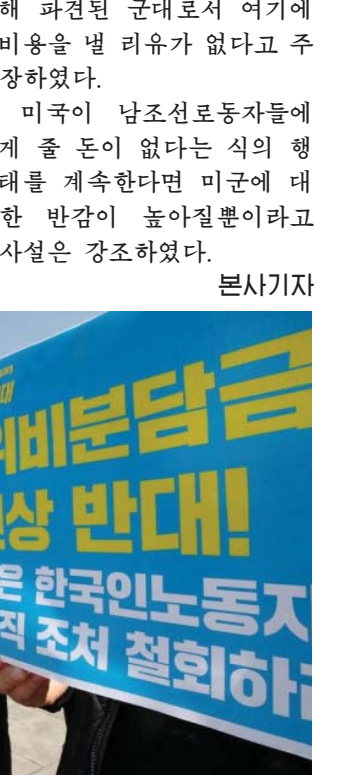 해 파견된 군대로서 여기에
비용을 낼 리유가 없다고 주
장하였다.
미국이 남조선로동자들에
게 줄 돈이 없다는 식의 행
태를 계속한다면 미군에 대
한 반감이 높아질뿐이라고
사설은 강조하였다.
본사기자
위비분담금
인상 반대!
은 한국인노동자
직 조처 철회하라